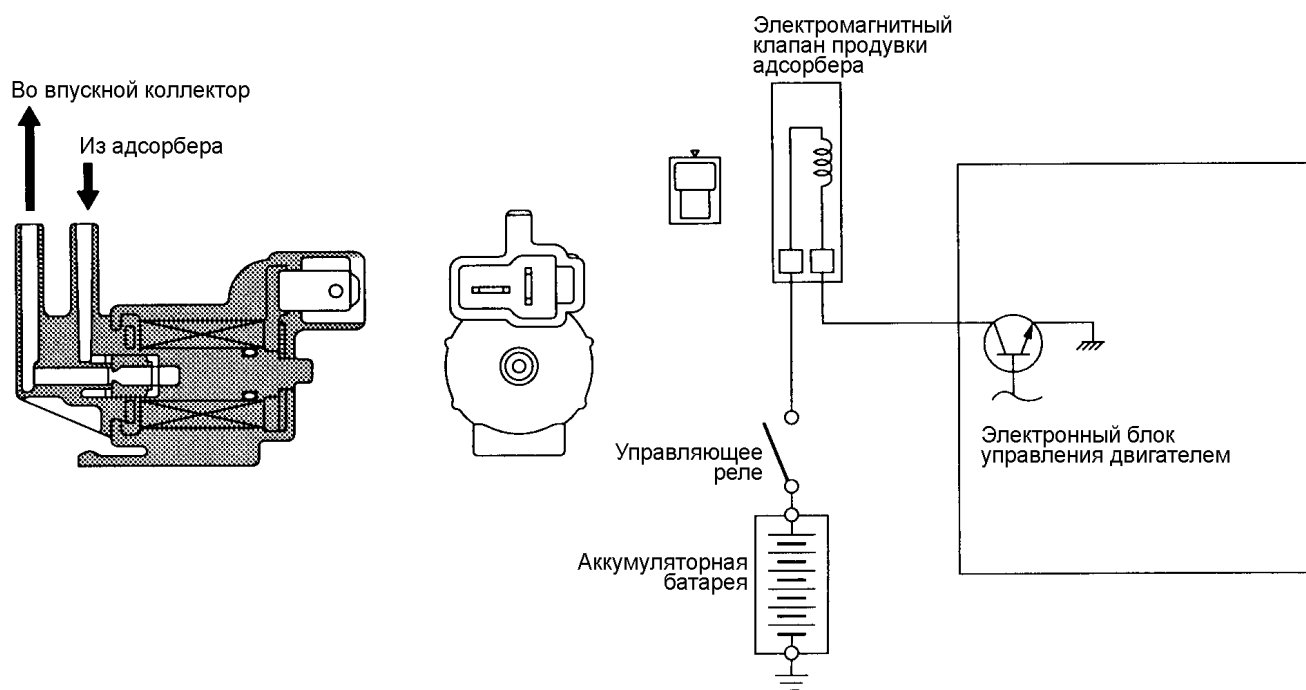 Электромагнитный
клапан продувки
адсорбера
Во впускной коллектор
Из адсорбера
Управляющее
реле
Электронный блок
управления двигателем
Аккумуляторная
батарея